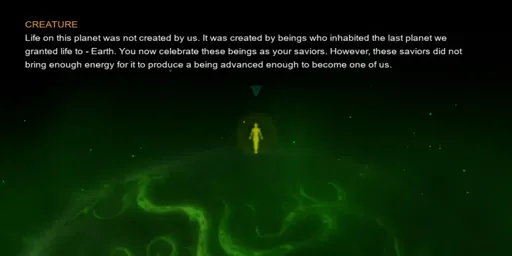 CREATURE
Life on this planet was not created by us. It was created by beings who inhabited the last planet we
granted life to - Earth. You now celebrate these beings as your saviors. However, these saviors did not
bring enough energy for it to produce a being advanced enough to become one of us.